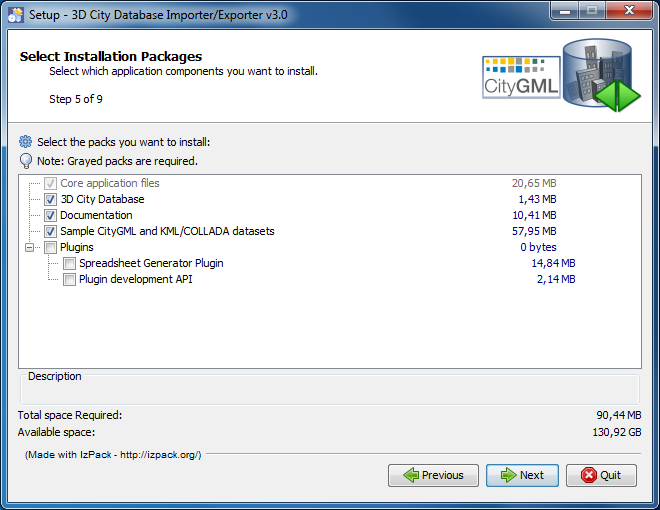 Setup - 3D City Database Importer/Exporter v3.0
Select Installation Packages
Select which application components you want to install.
Step 5 of 9
CityGML
Select the packs you want to install:
Note: Grayed packs are required.
Core application files 20,65 MB
3D City Database 1,43 MB
Documentation 10,41 MB
Sample CityGML and KML/COLLADA datasets 57,95 MB
Plugins 0 bytes
Spreadsheet Generator Plugin 14,84 MB
Plugin development API 2,14 MB
Description
Total space Required: 90,44 MB
Available space: 130,92 GB
(Made with IzPack - http://izpack.org/)
Previous Next Quit